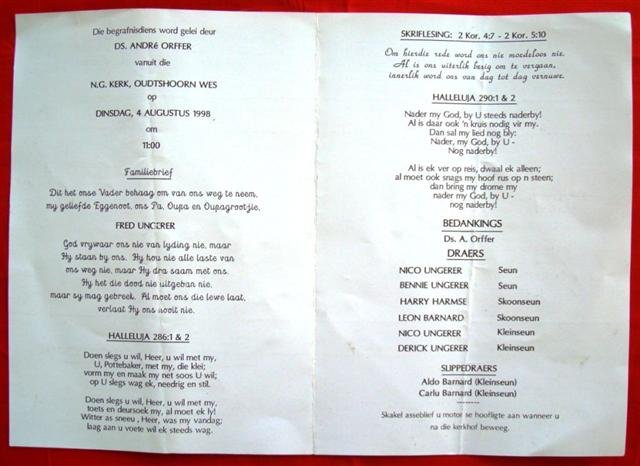 Die begrafnisdiens word gelei deur
DS. ANDRé ORFFER
vanuit die
N.G. KERK, OUDTSHOORN WES
op
DINSDAG, 4 AUGUSTUS 1998
om
11:00
Familiebrief
Dit het onse Vader behaag om van ons weg te neem,
my geliefde Eggenoot, ons Pa, Oupa en Oupagrootjie,
FRED UNGERER
God vrywaar ons nie van lyding nie, maar
Hy staan by ons. Hy hou nie alle laste van
ons weg nie, maar Hy dra saam met ons.
Hy het die dood nie uitgeban nie,
maar sy mag gebreek. Al moet ons die lewe laat,
verlaat Hy ons nooit nie.
HALLELUJA 286:1 & 2
Doen slegs u wil, Heer, u wil met my,
U, Pottebaker, met my, die klei;
vorm my en maak my net soos U wil;
op U slegs wag ek, needrig en stil.
Doen slegs u wil, Heer, u wil met my,
toets en deursoek my, al moet ek ly!
Witter as sneeu, Heer, was my vandag;
laag aan u voete wil ek steeds wag.
SKRIFLESING: 2 Kor. 4:7 - 2 Kor. 5:10
Om hierdie rede word ons nie moedeloos nie.
Al is ons uiterlik besig om te vergaan,
innerlik word ons van dag tot dag vernuwe.
HALLELUJA 290:1 & 2
Nader my God, by U steeds naderby!
Al is daar ook 'n kruis nodig vir my.
Dan sal my lied nog bly:
Nader, my God, by U -
Nog naderby!
Al is ek ver op reis, dwaal ek alleen;
al moet ook snags my hoof rus op n steen;
dan bring my drome my
nader my God, by U -
nog naderby!
BEDANKINGS
Ds. A. Orffer
DRAERS
NICO UNGERER Seun
BENNIE UNGERER Seun
HARRY HARMSE Skoonseun
LEON BARNARD Skoonseun
NICO UNGERER Kleinseun
DERICK UNGERER Kleinseun
SLIPPEDRAERS
Aldo Barnard (Kleinseun)
Carlu Barnard (Kleinseun)
--------
Skakel asseblief u motor se hoofligte aan wanneer u
na die kerkhof beweeg.